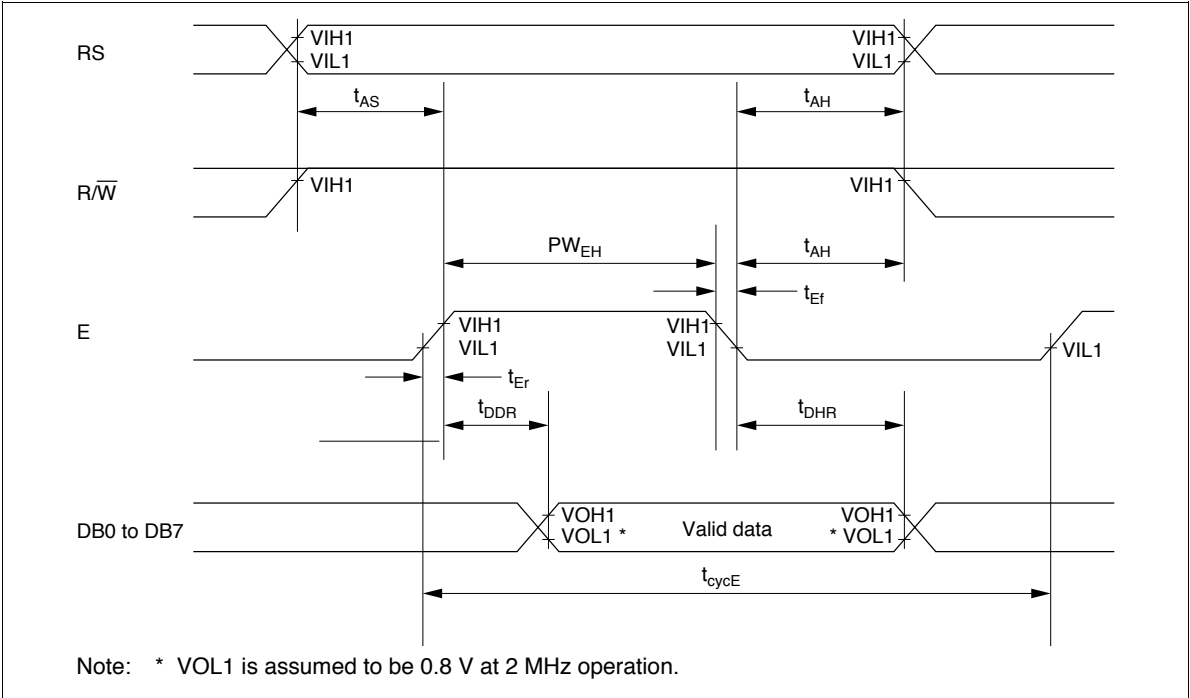 RS
VIH1
VIL1
VIH1
VIL1
tAS
tAH
R/W̅
VIH1
VIH1
PWEH
tAH
tEf
E
VIH1
VIL1
VIH1
VIL1
VIL1
tEr
tDDR
tDHR
DB0 to DB7
VOH1
VOL1 *
Valid data
VOH1
* VOL1
tcycE
Note: * VOL1 is assumed to be 0.8 V at 2 MHz operation.